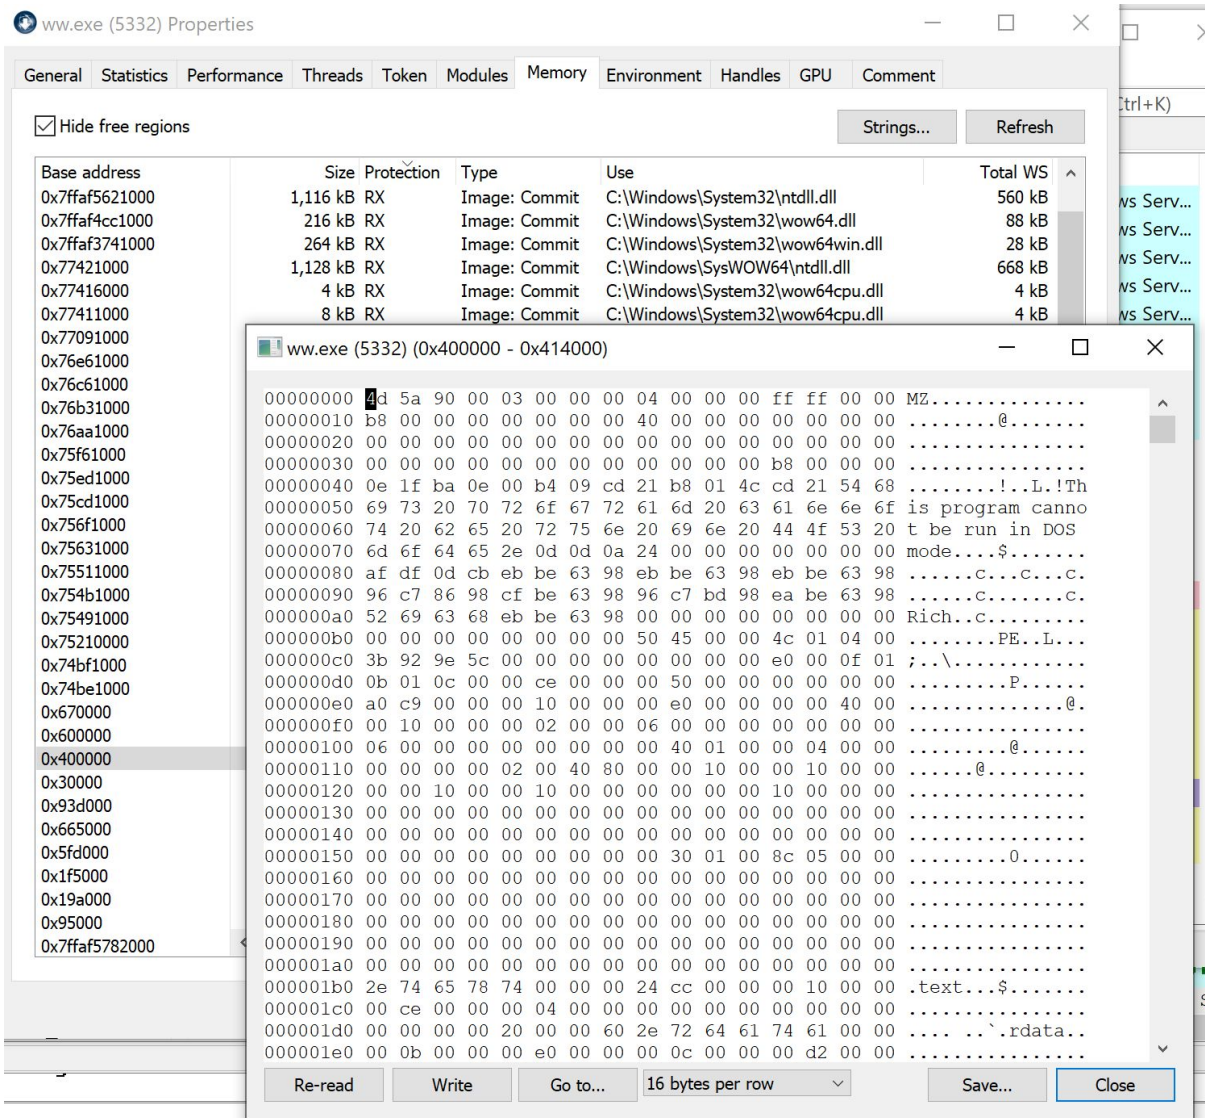 ww.exe (5332) Properties
General Statistics Performance Threads Token Modules Memory Environment Handles GPU Comment
Ctrl+K)
Hide free regions
Strings... Refresh
Base address Size Protection Type Use Total WS
0x7ffaf5621000 1,116 kB RX Image: Commit C:\Windows\System32\ntdll.dll 560 kB
0x7ffaf4cc1000 216 kB RX Image: Commit C:\Windows\System32\wow64.dll 88 kB
0x7ffaf3741000 264 kB RX Image: Commit C:\Windows\System32\wow64win.dll 28 kB
0x77421000 1,128 kB RX Image: Commit C:\Windows\SysWOW64\ntdll.dll 668 kB
0x77416000 4 kB RX Image: Commit C:\Windows\System32\wow64cpu.dll 4 kB
0x77411000 8 kB RX Image: Commit C:\Windows\System32\wow64cpu.dll 4 kB
ws Serv...
ws Serv...
ws Serv...
ws Serv...
ws Serv...
0x77091000
0x76e61000
0x76c61000
0x76b31000
0x76aa1000
0x75f61000
0x75ed1000
0x75cd1000
0x756f1000
0x75631000
0x75511000
0x754b1000
0x75491000
0x75210000
0x74bf1000
0x74be1000
0x670000
0x600000
0x400000
0x30000
0x93d000
0x665000
0x5fd000
0x1f5000
0x19a000
0x95000
0x7ffaf5782000
ww.exe (5332) (0x400000 - 0x414000)
00000000 4d 5a 90 00 03 00 00 00 04 00 00 00 ff ff 00 00 MZ..............
00000010 b8 00 00 00 00 00 00 00 40 00 00 00 00 00 00 00 ........@.......
00000020 00 00 00 00 00 00 00 00 00 00 00 00 00 00 00 00 ................
00000030 00 00 00 00 00 00 00 00 00 00 00 00 b8 00 00 00 ................
00000040 0e 1f ba 0e 00 b4 09 cd 21 b8 01 4c cd 21 54 68 ........!..L.!Th
00000050 69 73 20 70 72 6f 67 72 61 6d 20 63 61 6e 6e 6f is program canno
00000060 74 20 62 65 20 72 75 6e 20 69 6e 20 44 4f 53 20 t be run in DOS
00000070 6d 6f 64 65 2e 0d 0d 0a 24 00 00 00 00 00 00 00 mode....$.......
00000080 af df 0d cb eb be 63 98 eb be 63 98 eb be 63 98 ......c...c...c.
00000090 96 c7 86 98 cf be 63 98 96 c7 bd 98 ea be 63 98 ......c.......c.
000000a0 52 69 63 68 eb be 63 98 00 00 00 00 00 00 00 00 Rich..c.........
000000b0 00 00 00 00 00 00 00 00 50 45 00 00 4c 01 04 00 ........PE..L...
000000c0 3b 92 9e 5c 00 00 00 00 00 00 00 00 e0 00 0f 01 ;..\............
000000d0 0b 01 0c 00 00 ce 00 00 00 50 00 00 00 00 00 00 .........P......
000000e0 a0 c9 00 00 00 10 00 00 00 e0 00 00 00 00 40 00 ..............@.
000000f0 00 10 00 00 00 02 00 00 06 00 00 00 00 00 00 00 ................
00000100 06 00 00 00 00 00 00 00 00 40 01 00 00 04 00 00 .........@......
00000110 00 00 00 00 02 00 40 80 00 00 10 00 00 10 00 00 ......@.........
00000120 00 00 10 00 00 10 00 00 00 00 00 00 10 00 00 00 ................
00000130 00 00 00 00 00 00 00 00 00 00 00 00 00 00 00 00 ................
00000140 00 00 00 00 00 00 00 00 00 00 00 00 00 00 00 00 ................
00000150 00 00 00 00 00 00 00 00 00 30 01 00 8c 05 00 00 .........0......
00000160 00 00 00 00 00 00 00 00 00 00 00 00 00 00 00 00 ................
00000170 00 00 00 00 00 00 00 00 00 00 00 00 00 00 00 00 ................
00000180 00 00 00 00 00 00 00 00 00 00 00 00 00 00 00 00 ................
00000190 00 00 00 00 00 00 00 00 00 00 00 00 00 00 00 00 ................
000001a0 00 00 00 00 00 00 00 00 00 00 00 00 00 00 00 00 ................
000001b0 2e 74 65 78 74 00 00 00 24 cc 00 00 00 10 00 00 .text...$.......
000001c0 00 ce 00 00 00 04 00 00 00 00 00 00 00 00 00 00 ................
000001d0 00 00 00 00 20 00 00 60 2e 72 64 61 74 61 00 00 .... ..`.rdata..
000001e0 00 0b 00 00 00 e0 00 00 00 0c 00 00 00 d2 00 00 ................
Re-read Write Go to... 16 bytes per row Save... Close